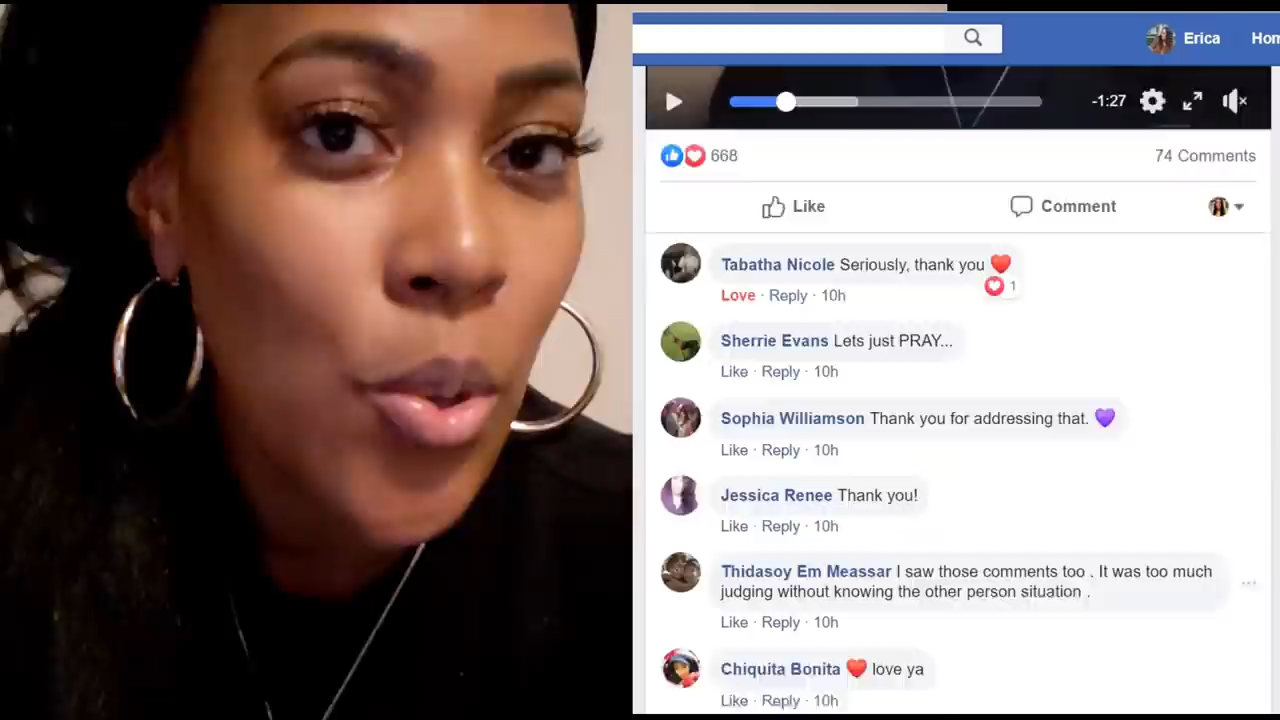 Erica Hom
-1:27
668 74 Comments
Like Comment
Tabatha Nicole Seriously, thank you
1
Love · Reply · 10h
Sherrie Evans Lets just PRAY...
Like · Reply · 10h
Sophia Williamson Thank you for addressing that.
Like · Reply · 10h
Jessica Renee Thank you!
Like · Reply · 10h
Thidasoy Em Meassar I saw those comments too . It was too much
judging without knowing the other person situation .
Like · Reply · 10h
Chiquita Bonita love ya
Like · Reply · 10h